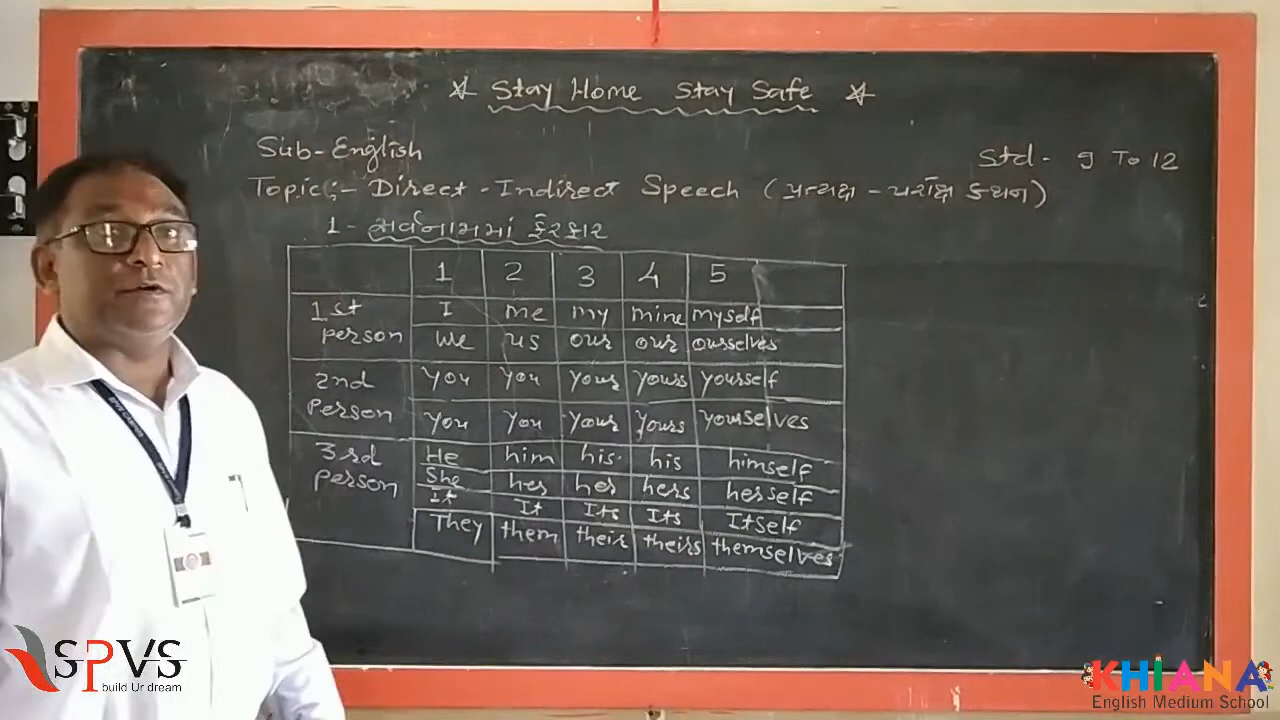 ☆ Stay Home Stay Safe ☆
Sub-English
Std- 9 To 12
Topic:- Direct-Indirect Speech (પ્રત્યક્ષ - પરોક્ષ કથન)
1- સર્વનામમાં ફેરફાર
1 2 3 4 5
1st person I me my mine myself
We us our our ourselves
2nd person You You Your Yours Yourself
You You Your Yours Yourselves
3rd person He him his his himself
She her her hers herself
It It Its Its Itself
They them their theirs themselves
SPVS
build Ur dream
KHIANA
English Medium School